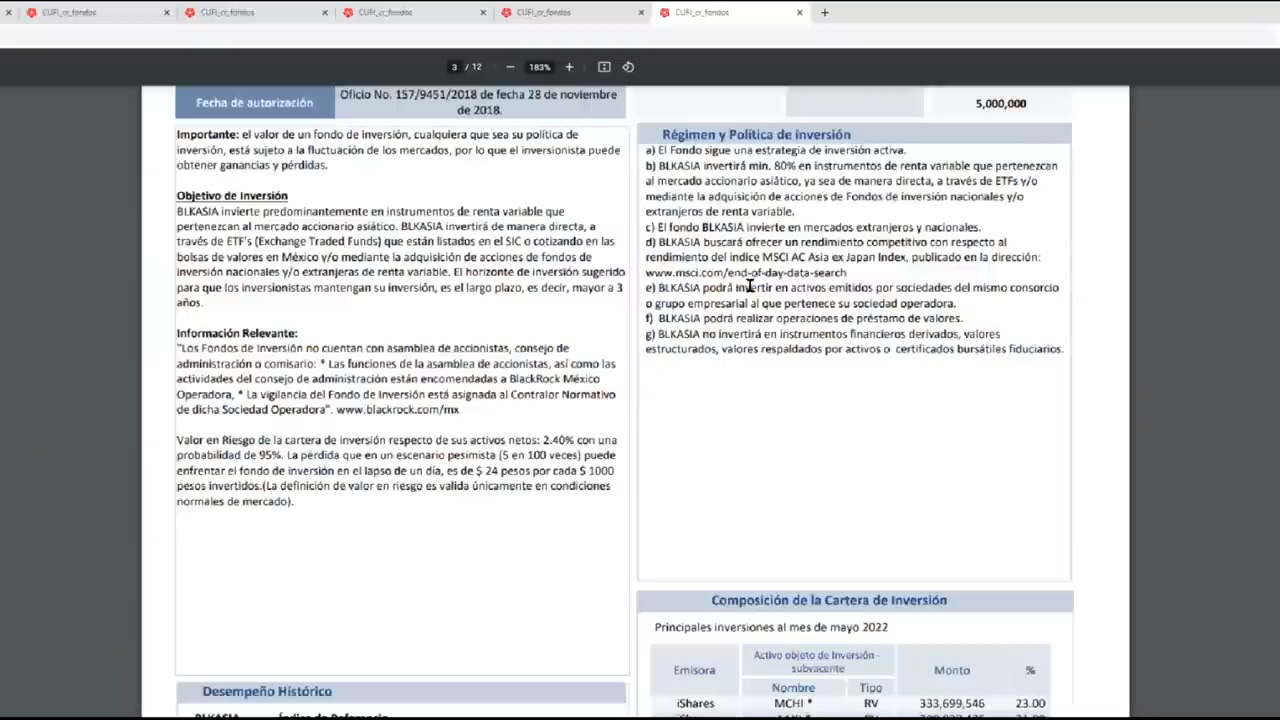 CUFI_cr_fondos
CUFI_cr_fondos
CUFI_cr_fondos
CUFI_cr_fondos
CUFI_cr_fondos
3 / 12
183%
Fecha de autorización
Oficio No. 157/9451/2018 de fecha 28 de noviembre
de 2018.
5,000,000
Importante: el valor de un fondo de inversión, cualquiera que sea su política de
inversión, está sujeto a la fluctuación de los mercados, por lo que el inversionista puede
obtener ganancias y pérdidas.
Objetivo de Inversión
BLKASIA invierte predominantemente en instrumentos de renta variable que
pertenezcan al mercado accionario asiático. BLKASIA invertirá de manera directa, a
través de ETF's (Exchange Traded Funds) que están listados en el SIC o cotizando en las
bolsas de valores en México y/o mediante la adquisición de acciones de fondos de
inversión nacionales y/o extranjeras de renta variable. El horizonte de inversión sugerido
para que los inversionistas mantengan su inversión, es el largo plazo, es decir, mayor a 3
años.
Información Relevante:
"Los Fondos de Inversión no cuentan con asamblea de accionistas, consejo de
administración o comisario: * Las funciones de la asamblea de accionistas, así como las
actividades del consejo de administración están encomendadas a BlackRock México
Operadora, * La vigilancia del Fondo de Inversión está asignada al Contralor Normativo
de dicha Sociedad Operadora". www.blackrock.com/mx
Valor en Riesgo de la cartera de inversión respecto de sus activos netos: 2.40% con una
probabilidad de 95%. La pérdida que en un escenario pesimista (5 en 100 veces) puede
enfrentar el fondo de inversión en el lapso de un día, es de $ 24 pesos por cada $ 1000
pesos invertidos.(La definición de valor en riesgo es valida únicamente en condiciones
normales de mercado).
Desempeño Histórico
BLKASIA Índice de Referencia
Régimen y Política de inversión
a) El Fondo sigue una estrategia de inversión activa.
b) BLKASIA invertirá min. 80% en instrumentos de renta variable que pertenezcan
al mercado accionario asiático, ya sea de manera directa, a través de ETFs y/o
mediante la adquisición de acciones de Fondos de inversión nacionales y/o
extranjeros de renta variable.
c) El fondo BLKASIA invierte en mercados extranjeros y nacionales.
d) BLKASIA buscará ofrecer un rendimiento competitivo con respecto al
rendimiento del índice MSCI AC Asia ex Japan Index, publicado en la dirección:
www.msci.com/end-of-day-data-search
e) BLKASIA podrá invertir en activos emitidos por sociedades del mismo consorcio
o grupo empresarial al que pertenece su sociedad operadora.
f) BLKASIA podrá realizar operaciones de préstamo de valores.
g) BLKASIA no invertirá en instrumentos financieros derivados, valores
estructurados, valores respaldados por activos o certificados bursátiles fiduciarios.
Composición de la Cartera de Inversión
Principales inversiones al mes de mayo 2022
Emisora
Activo objeto de Inversión -
subyacente
Monto
%
Nombre
Tipo
iShares MCHI * RV 333,699,546 23.00